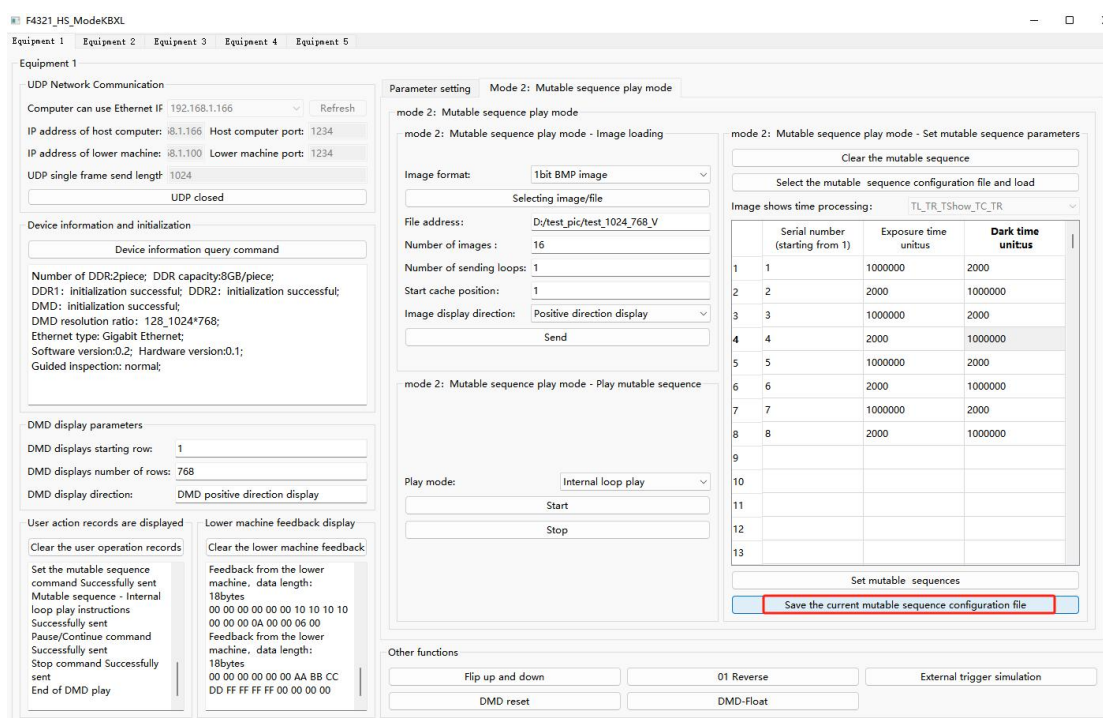 F4321_HS_ModeKBXL
Equipment 1 Equipment 2 Equipment 3 Equipment 4 Equipment 5
Equipment 1
UDP Network Communication
Computer can use Ethernet IF 192.168.1.166 Refresh
IP address of host computer: 8.1.166 Host computer port: 1234
IP address of lower machine: 8.1.100 Lower machine port: 1234
UDP single frame send length 1024
UDP closed
Device information and initialization
Device information query command
Number of DDR:2piece; DDR capacity:8GB/piece;
DDR1: initialization successful; DDR2: initialization successful;
DMD: initialization successful;
DMD resolution ratio: 128_1024*768;
Ethernet type: Gigabit Ethernet;
Software version:0.2; Hardware version:0.1;
Guided inspection: normal;
DMD display parameters
DMD displays starting row: 1
DMD displays number of rows: 768
DMD display direction: DMD positive direction display
User action records are displayed
Clear the user operation records
Set the mutable sequence
command Successfully sent
Mutable sequence - Internal
loop play instructions
Successfully sent
Pause/Continue command
Successfully sent
Stop command Successfully
sent
End of DMD play
Lower machine feedback display
Clear the lower machine feedback
Feedback from the lower
machine, data length:
18bytes
00 00 00 00 00 00 10 10 10 10
00 00 00 0A 00 00 06 00
Feedback from the lower
machine, data length:
18bytes
00 00 00 00 00 00 AA BB CC
DD FF FF FF FF 00 00 00 00
Parameter setting Mode 2: Mutable sequence play mode
mode 2: Mutable sequence play mode
mode 2: Mutable sequence play mode - Image loading
Image format: 1bit BMP image
Selecting image/file
File address: D:/test_pic/test_1024_768_V
Number of images : 16
Number of sending loops: 1
Start cache position: 1
Image display direction: Positive direction display
Send
mode 2: Mutable sequence play mode - Play mutable sequence
Play mode: Internal loop play
Start
Stop
mode 2: Mutable sequence play mode - Set mutable sequence parameters
Clear the mutable sequence
Select the mutable sequence configuration file and load
Image shows time processing: TL_TR_TShow_TC_TR
Serial number Exposure time Dark time
(starting from 1) unit:us unit:us
1 1 1000000 2000
2 2 2000 1000000
3 3 1000000 2000
4 4 2000 1000000
5 5 1000000 2000
6 6 2000 1000000
7 7 1000000 2000
8 8 2000 1000000
9
10
11
12
13
Set mutable sequences
Save the current mutable sequence configuration file
Other functions
Flip up and down 01 Reverse External trigger simulation
DMD reset DMD-Float